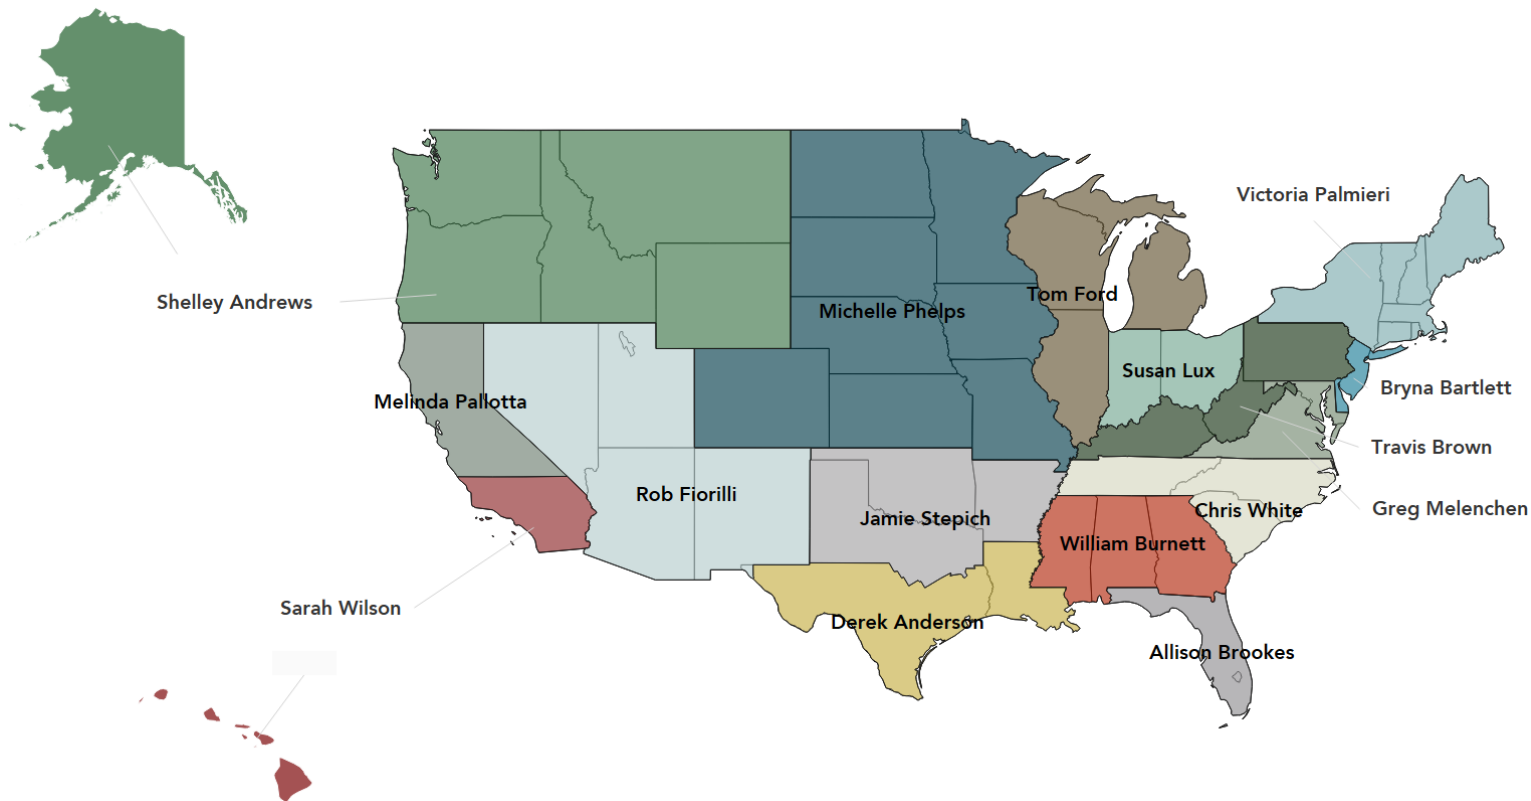 Victoria Palmieri
Shelley Andrews
Tom Ford
Michelle Phelps
Susan Lux
Bryna Bartlett
Melinda Pallotta
Travis Brown
Rob Fiorilli
Greg Melenchen
Chris White
Jamie Stepich
William Burnett
Sarah Wilson
Derek Anderson
Allison Brookes